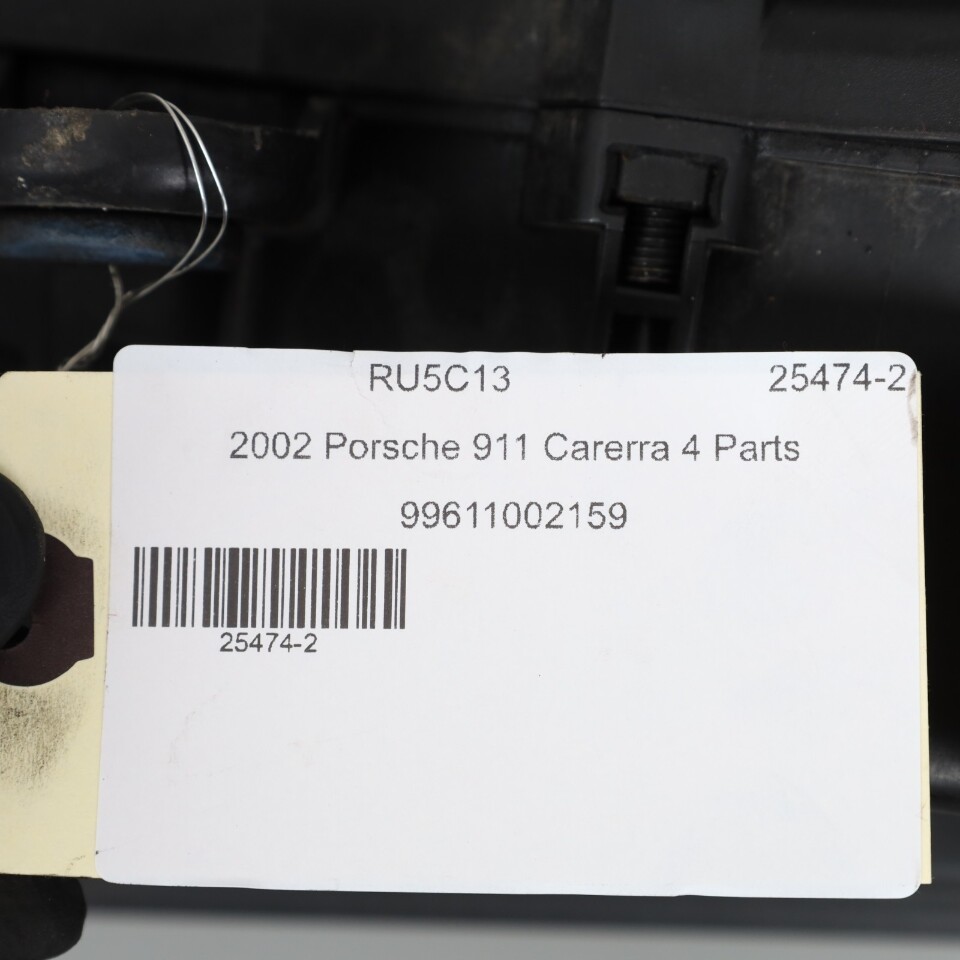 RU5C13 25474-2
2002 Porsche 911 Carerra 4 Parts
99611002159
25474-2